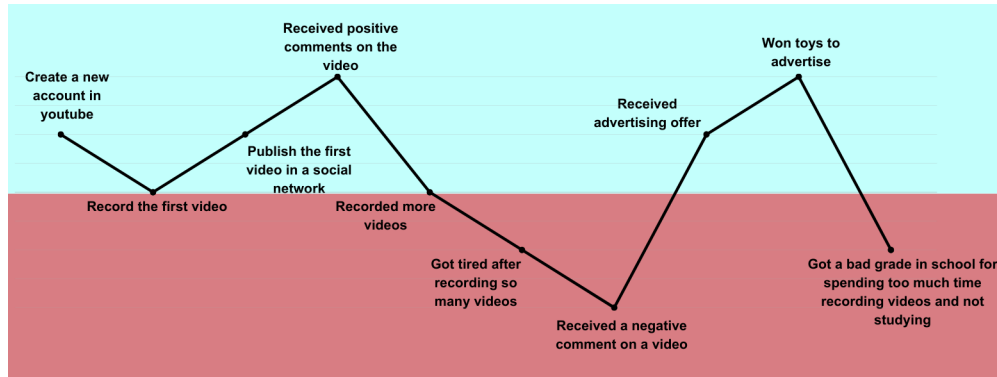 Create a new
account in
youtube
Record the first video
Publish the first
video in a social
network
Received positive
comments on the
video
Recorded more
videos
Got tired after
recording so
many videos
Received a negative
comment on a video
Received
advertising offer
Won toys to
advertise
Got a bad grade in school for
spending too much time
recording videos and not
studying